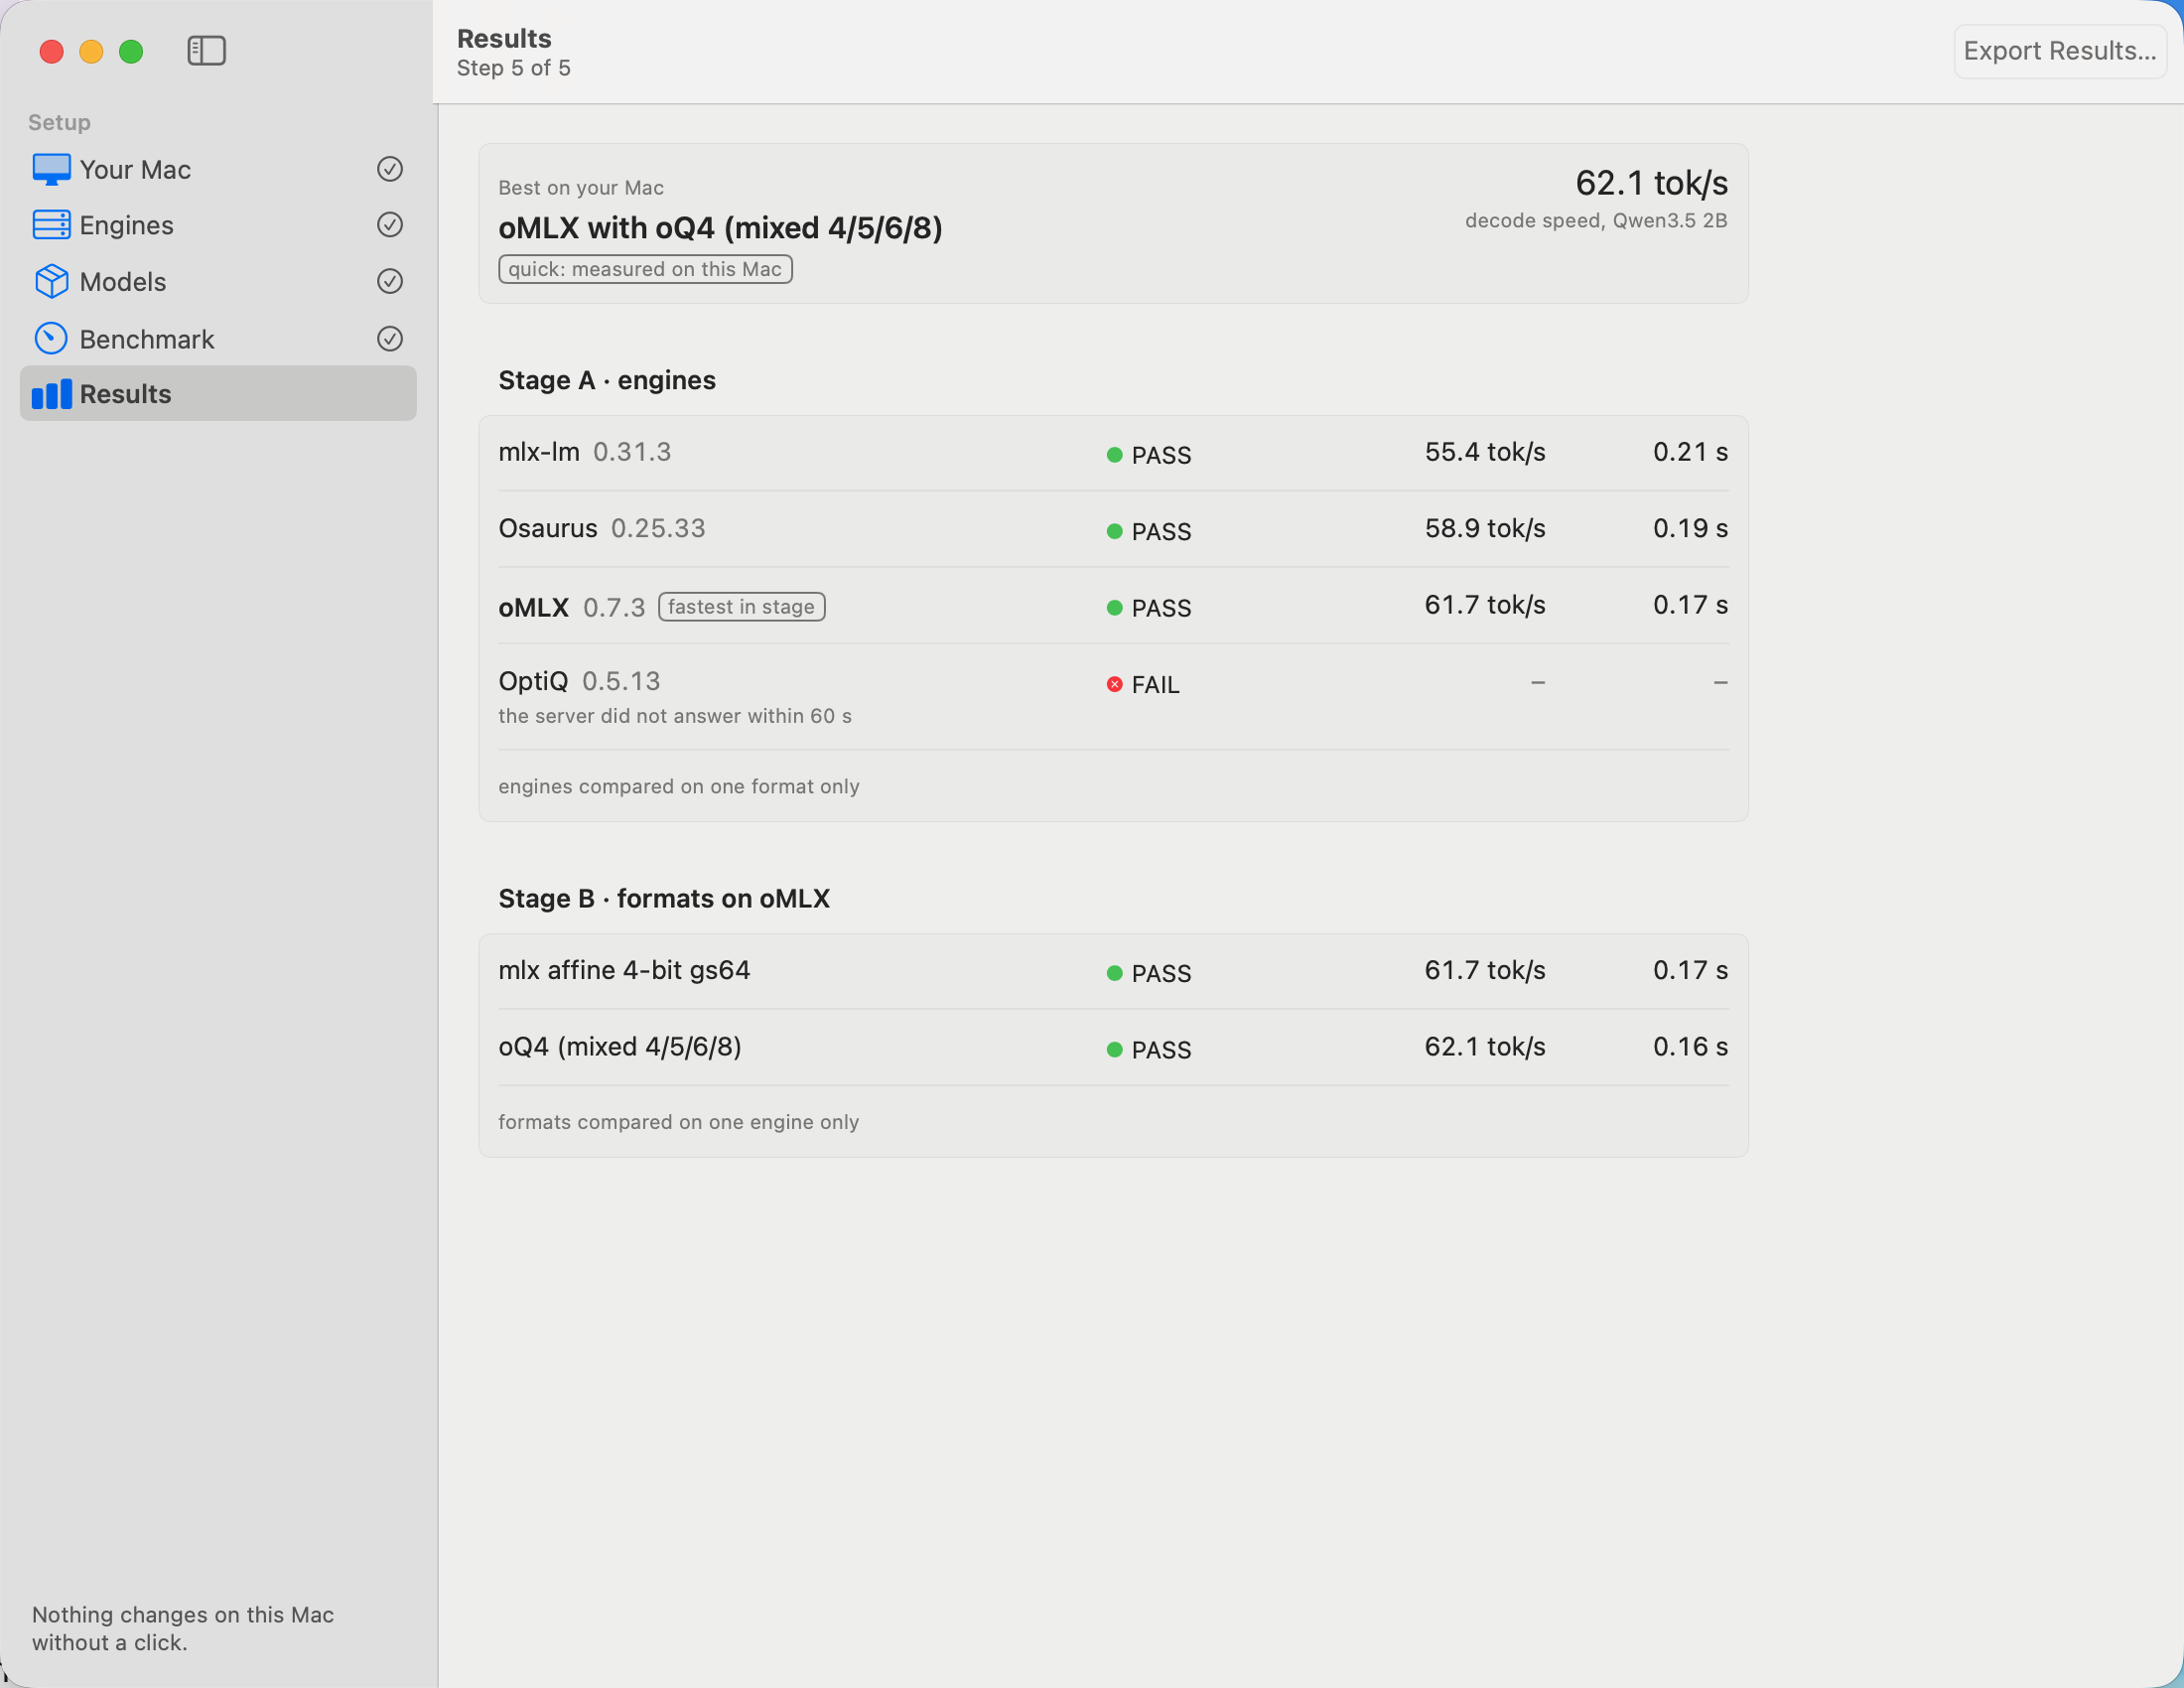 Results
Step 5 of 5
Export Results...
Setup
Your Mac
Engines
Models
Benchmark
Results
Nothing changes on this Mac
without a click.
Best on your Mac
oMLX with oQ4 (mixed 4/5/6/8)
quick: measured on this Mac
62.1 tok/s
decode speed, Qwen3.5 2B
Stage A · engines
mlx-lm 0.31.3 PASS 55.4 tok/s 0.21 s
Osaurus 0.25.33 PASS 58.9 tok/s 0.19 s
oMLX 0.7.3 fastest in stage PASS 61.7 tok/s 0.17 s
OptiQ 0.5.13 FAIL – –
the server did not answer within 60 s
engines compared on one format only
Stage B · formats on oMLX
mlx affine 4-bit gs64 PASS 61.7 tok/s 0.17 s
oQ4 (mixed 4/5/6/8) PASS 62.1 tok/s 0.16 s
formats compared on one engine only